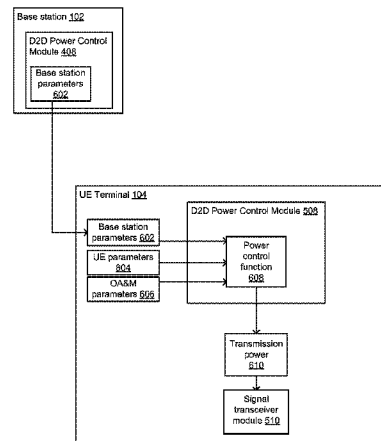 Base station 102
D2D Power Control
Module 408
Base station
parameters
602
UE Terminal 104
D2D Power Control Module 508
Base station
parameters 602
UE parameters
604
OA&M
parameters 606
Power
control
function
608
Transmission
power
610
Signal
transceiver
module 510